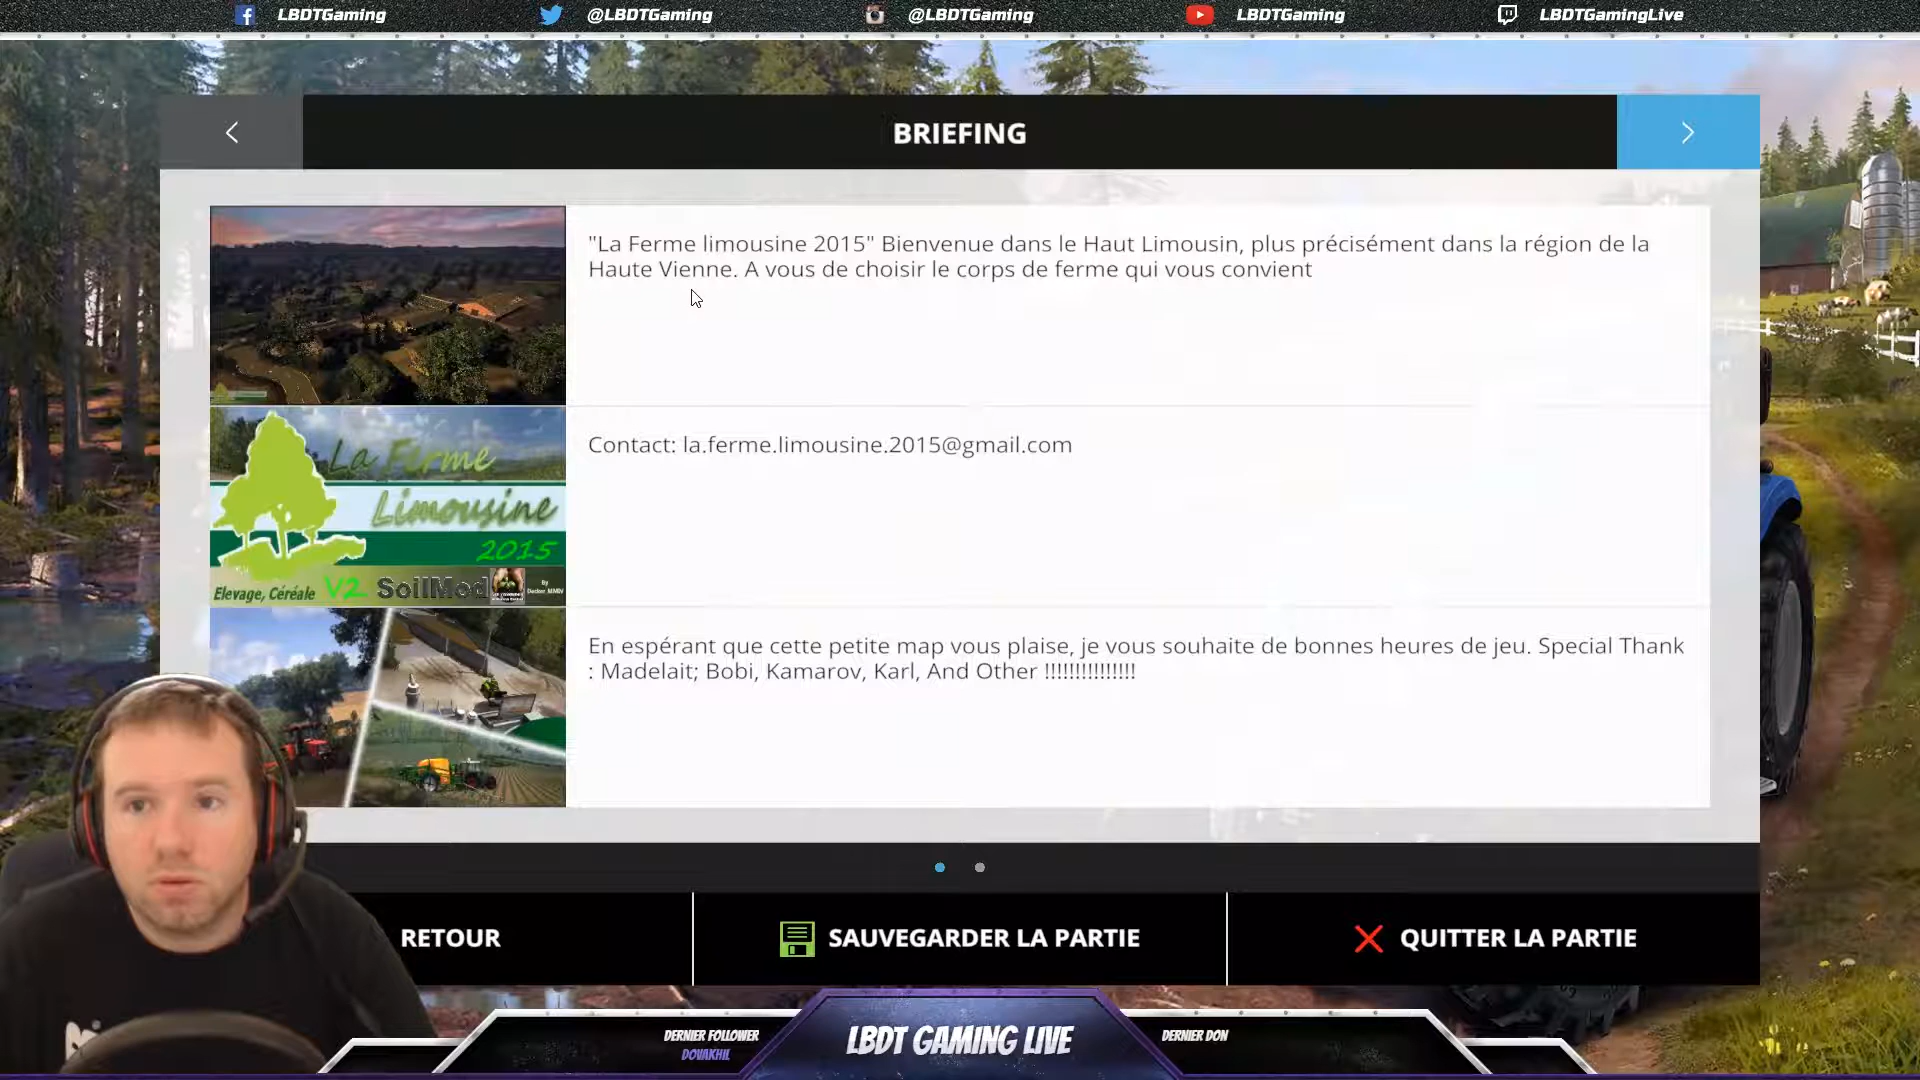 LBDTGaming
@LBDTGaming
@LBDTGaming
LBDTGaming
LBDTGamingLive
BRIEFING
"La Ferme limousine 2015" Bienvenue dans le Haut Limousin, plus précisément dans la région de la
Haute Vienne. A vous de choisir le corps de ferme qui vous convient
La Ferme
Limousine
2015
Elevage, Céréale V2 SoilMod
By
Decker MMIV
Contact: la.ferme.limousine.2015@gmail.com
En espérant que cette petite map vous plaise, je vous souhaite de bonnes heures de jeu. Special Thank
: Madelait; Bobi, Kamarov, Karl, And Other !!!!!!!!!!!!!!!
RETOUR
SAUVEGARDER LA PARTIE
QUITTER LA PARTIE
DERNIER FOLLOWER
DOVAKHIL
LBDT GAMING LIVE
DERNIER DON